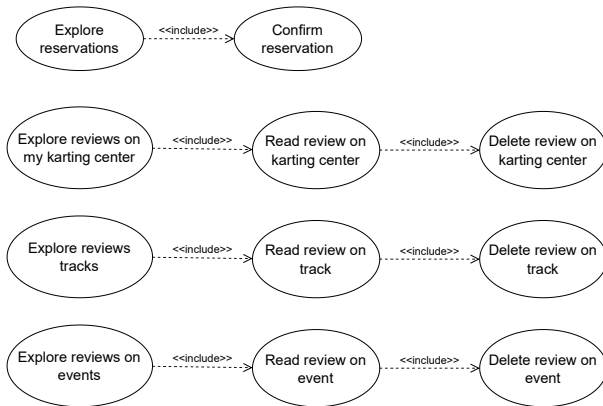 Explore
reservations
<<include>>
Confirm
reservation
Explore reviews on
my karting center
<<include>>
Read review on
karting center
<<include>>
Delete review on
karting center
Explore reviews
tracks
<<include>>
Read review on
track
<<include>>
Delete review on
track
Explore reviews on
events
<<include>>
Read review on
event
<<include>>
Delete review on
event